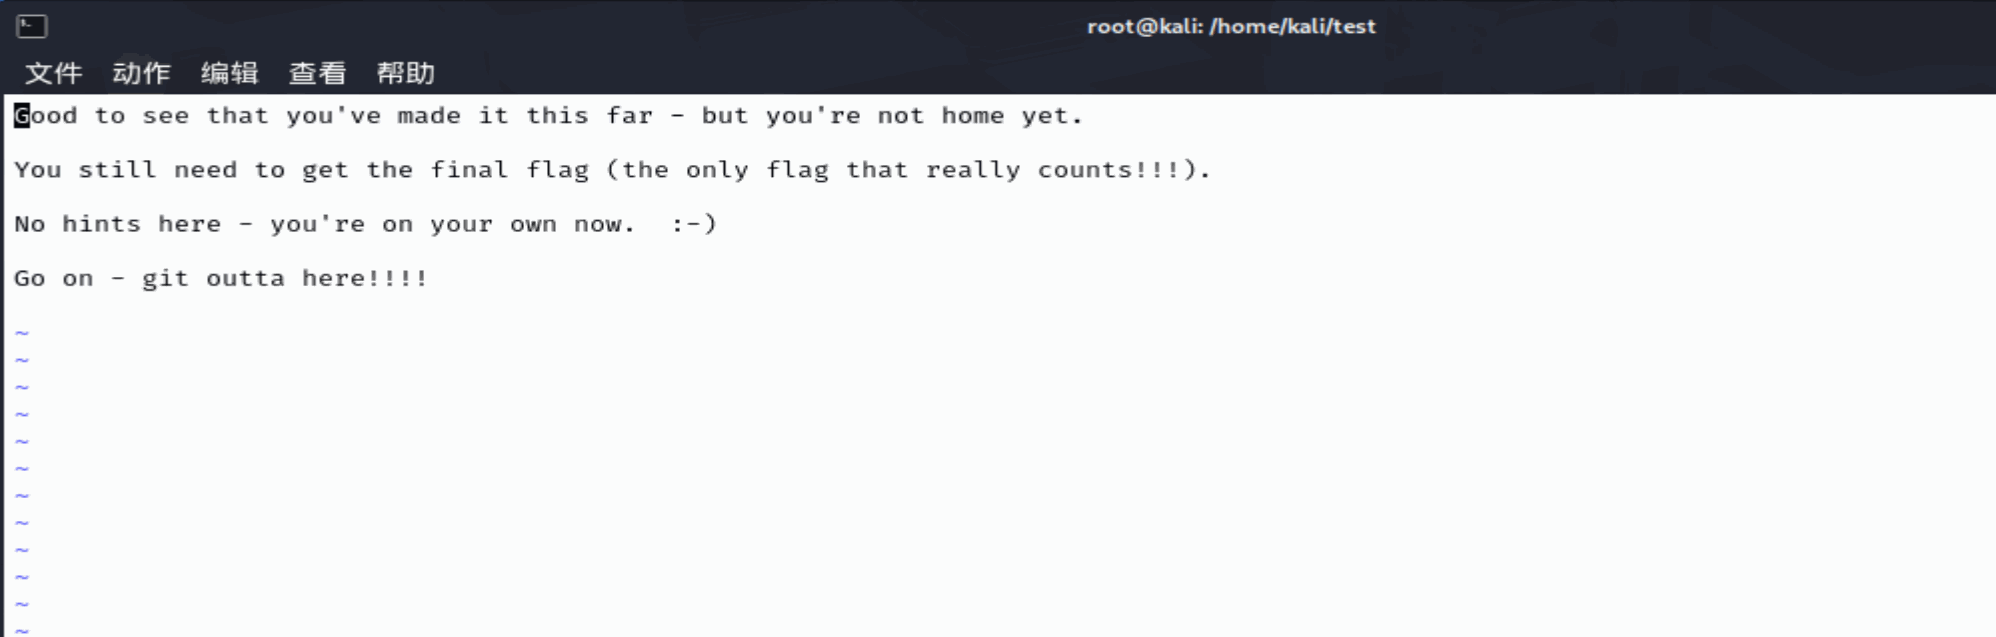 root@kali: /home/kali/test
文件 动作 编辑 查看 帮助
Good to see that you've made it this far - but you're not home yet.
You still need to get the final flag (the only flag that really counts!!!).
No hints here - you're on your own now.  :-)
Go on - git outta here!!!!
~
~
~
~
~
~
~
~
~
~
~
~